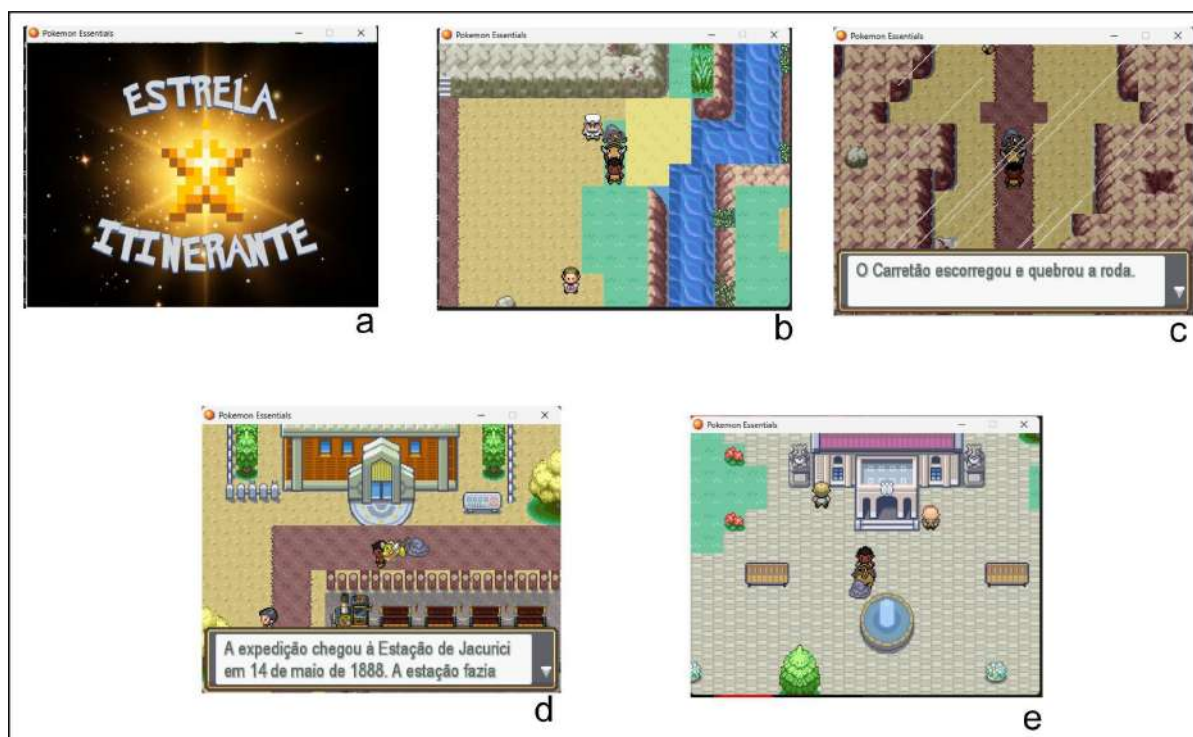 Pokemon Essentials
ESTRELA
ITINERANTE
a
Pokemon Essentials
b
Pokemon Essentials
O Carretão escorregou e quebrou a roda.
c
Pokemon Essentials
A expedição chegou à Estação de Jacurici
em 14 de maio de 1888. A estação fazia
d
Pokemon Essentials
e